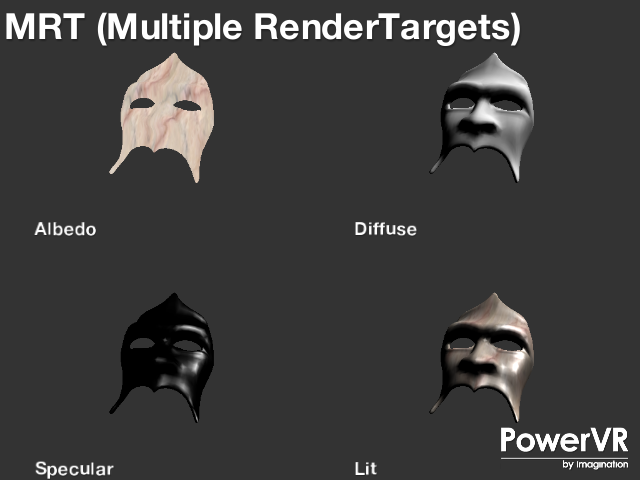 MRT (Multiple RenderTargets)
Albedo
Diffuse
Specular
Lit
PowerVR
by Imagination